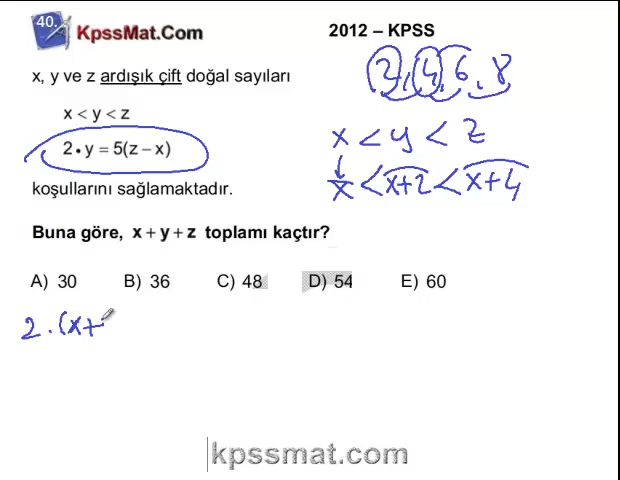 40. KpssMat.Com
2012 – KPSS
x, y ve z ardışık çift doğal sayıları
2, 4, 6, 8
x < y < z
x < y < z
2•y = 5(z – x)
x < x+2 < x+4
koşullarını sağlamaktadır.
Buna göre, x + y + z toplamı kaçtır?
A) 30 B) 36 C) 48 D) 54 E) 60
2.(x+
kpssmat.com